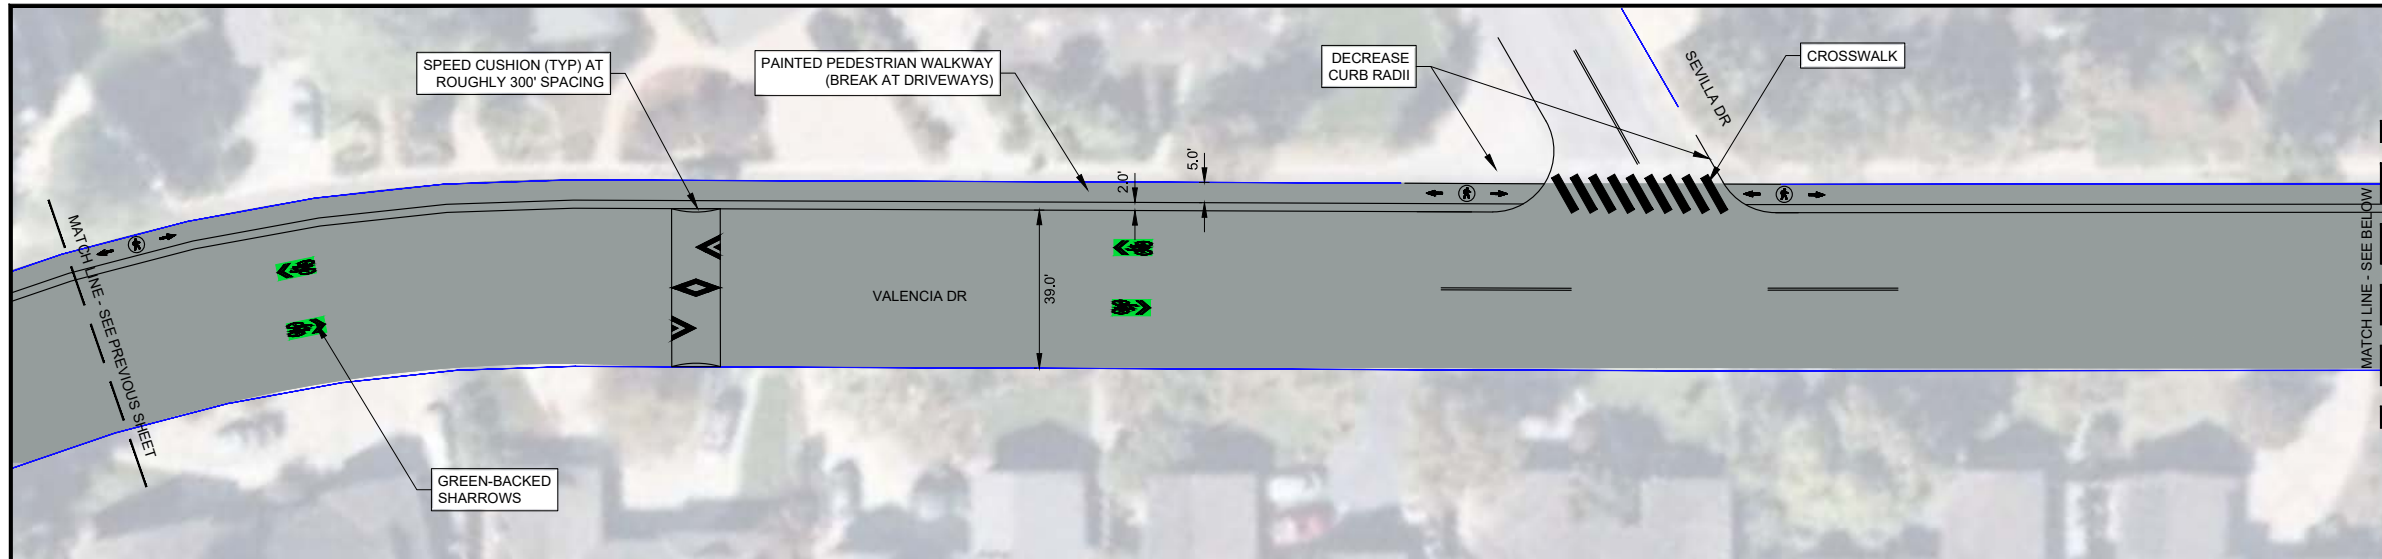 SPEED CUSHION (TYP) AT
ROUGHLY 300' SPACING
PAINTED PEDESTRIAN WALKWAY
(BREAK AT DRIVEWAYS)
DECREASE
CURB RADII
CROSSWALK
SEVILLA DR
2.0'
5.0'
39.0'
VALENCIA DR
MATCH LINE - SEE PREVIOUS SHEET
MATCH LINE - SEE BELOW
GREEN-BACKED
SHARROWS